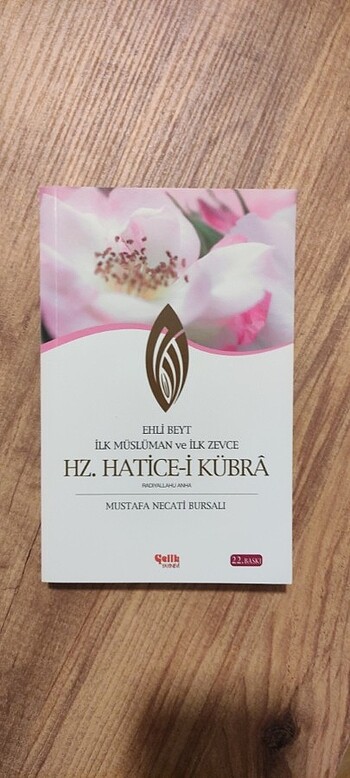 EHLİ BEYT
İLK MÜSLÜMAN ve İLK ZEVCE
HZ. HATİCE-İ KÜBRÂ
RADIYALLAHU ANHA
MUSTAFA NECATİ BURSALI
Çelik
YAYINEVİ
22. BASKI